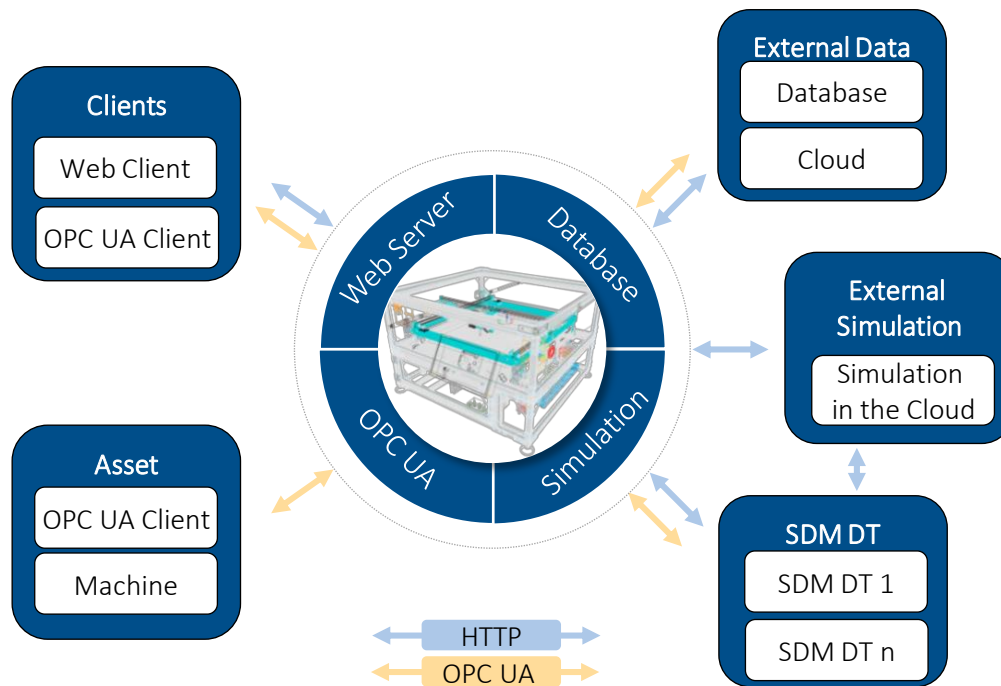 Clients
Web Client
OPC UA Client
External Data
Database
Cloud
Web Server
Database
OPC UA
Simulation
External
Simulation
Simulation
in the Cloud
Asset
OPC UA Client
Machine
SDM DT
SDM DT 1
SDM DT n
HTTP
OPC UA